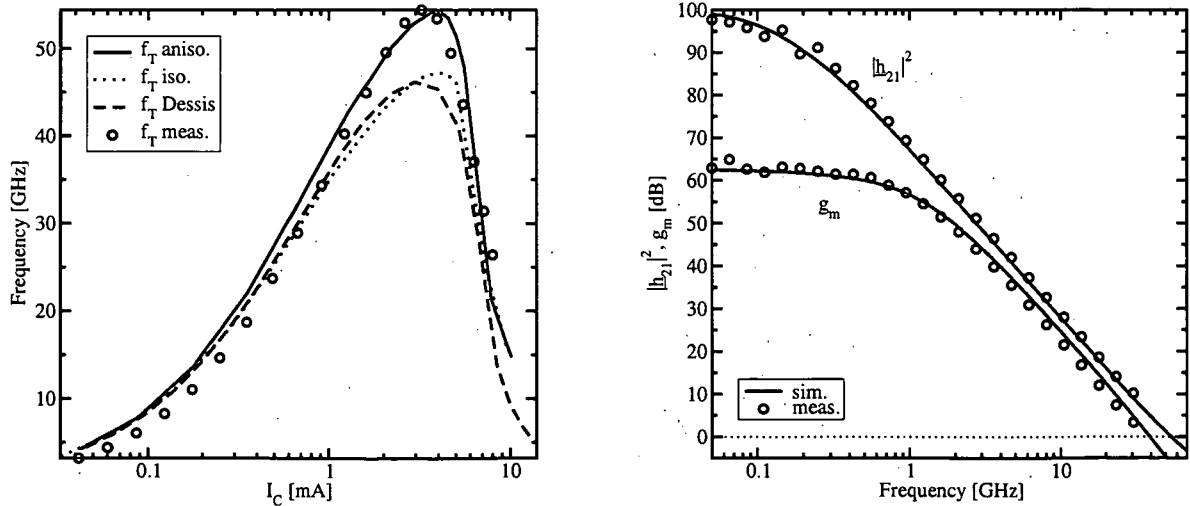 50
40
30
20
10
Frequency [GHz]
f_T aniso.
f_T iso.
f_T Dessis
f_T meas.
0.1
1
10
I_C [mA]
100
90
80
70
60
50
40
30
20
10
0
|h_21|^2, g_m [dB]
|h_21|^2
g_m
sim.
meas.
0.1
1
10
Frequency [GHz]